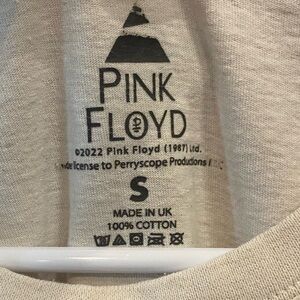 PINK
FLOYD
©2022 Pink Floyd (1987) Ltd.
license to Perryscope Productions
S
MADE IN UK
100% COTTON